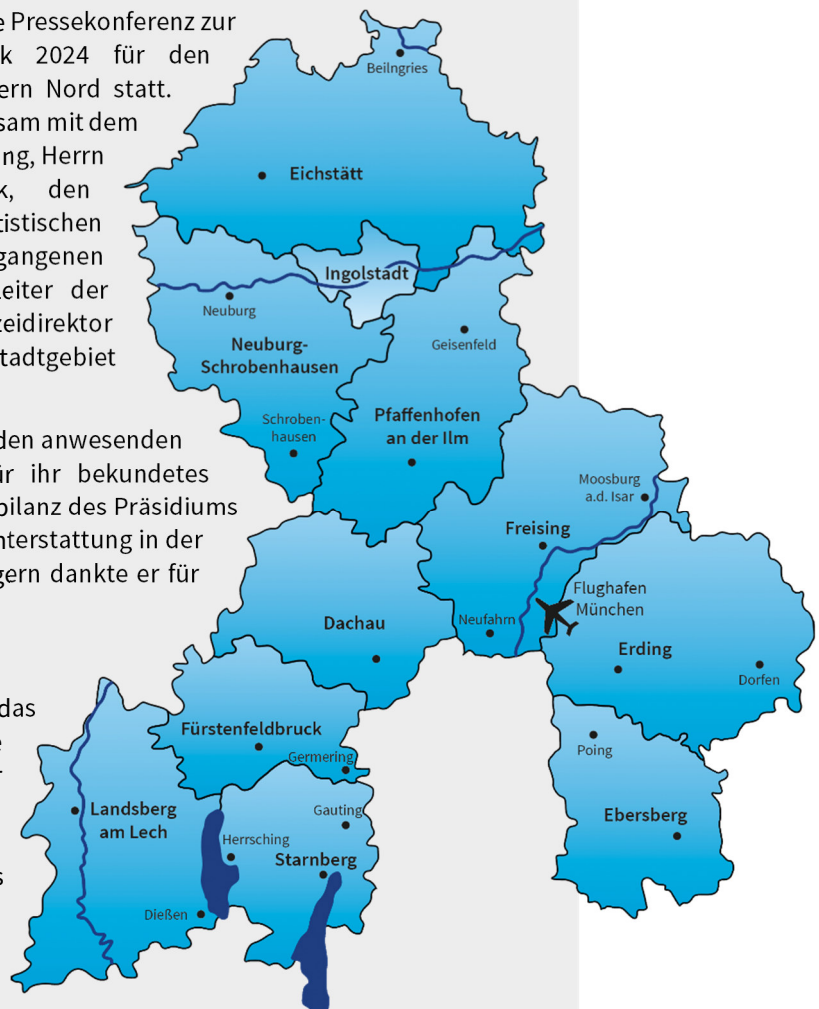 e Pressekonferenz zur
k 2024 für den
ern Nord statt.
sam mit dem
ng, Herrn
k, den
tistischen
gangenen
eiter der
zeidirektor
tadtgebiet
den anwesenden
ür ihr bekundetes
bilanz des Präsidiums
nterstattung in der
gern dankte er für
das
e
s
Beilngries
Eichstätt
Ingolstadt
Neuburg
Neuburg-
Schrobenhausen
Geisenfeld
Schroben-
hausen
Pfaffenhofen
an der Ilm
Moosburg
a.d. Isar
Freising
Flughafen
München
Neufahrn
Dachau
Erding
Dorfen
Fürstenfeldbruck
Germering
Poing
Landsberg
am Lech
Gauting
Ebersberg
Herrsching
Starnberg
Dießen